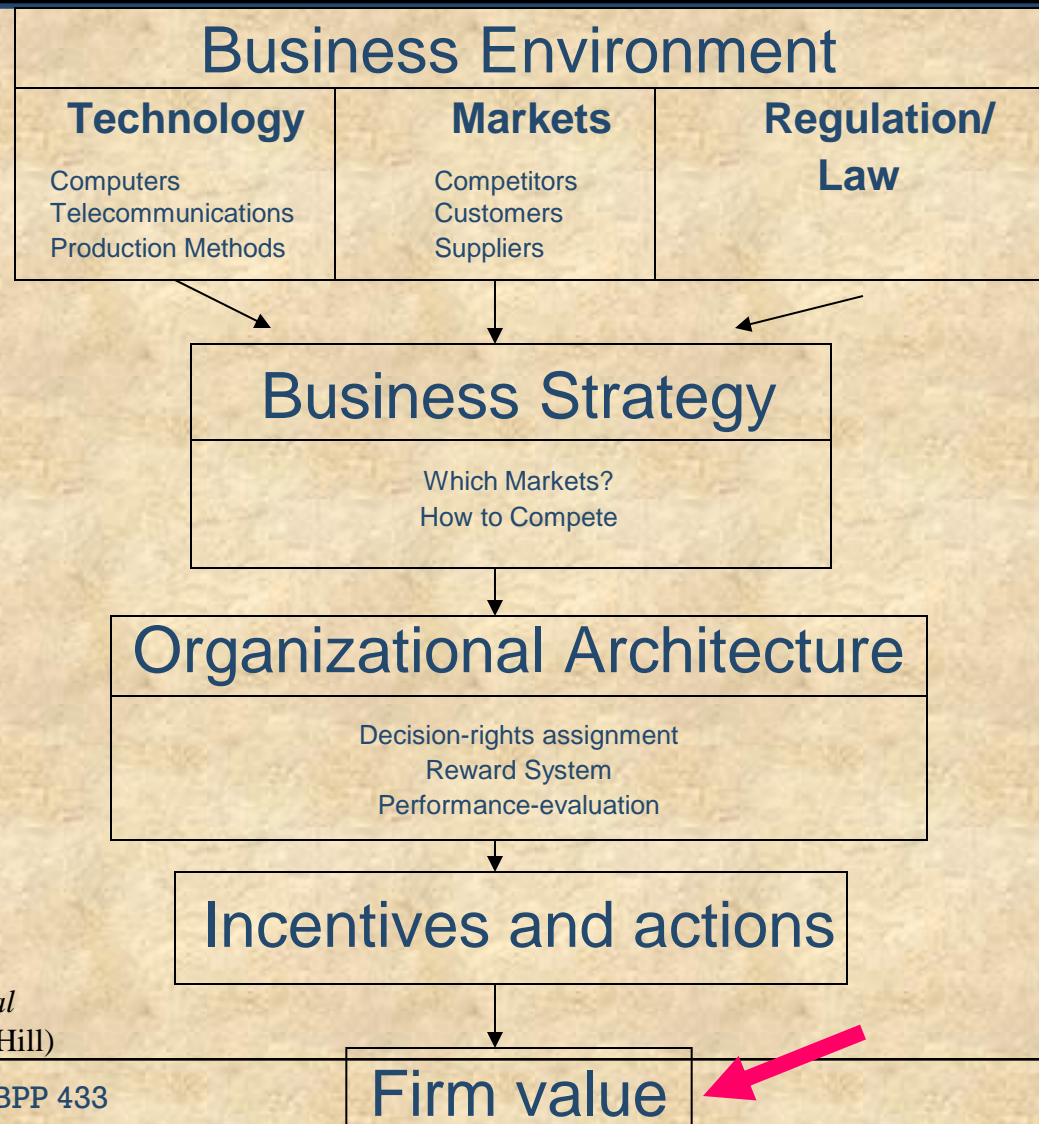 Business Environment
Technology
Computers
Telecommunications
Production Methods
Markets
Competitors
Customers
Suppliers
Regulation/
Law
Business Strategy
Which Markets?
How to Compete
Organizational Architecture
Decision-rights assignment
Reward System
Performance-evaluation
Incentives and actions
Hill)
BPP 433
Firm value